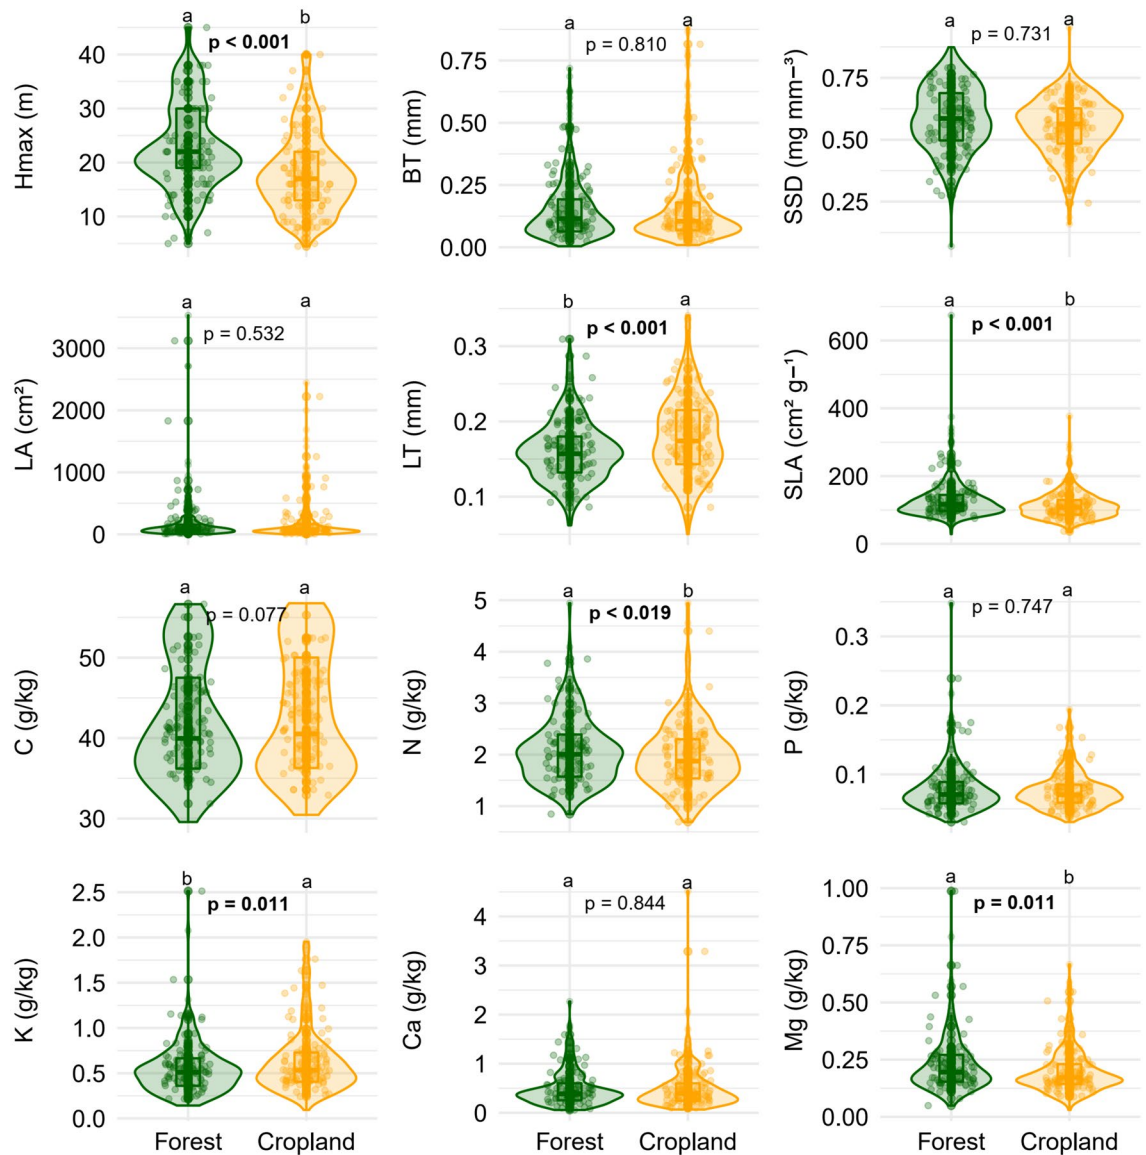 a b
p < 0.001
Hmax (m)
40
30
20
10
a a
p = 0.810
BT (mm)
0.75
0.50
0.25
0.00
a a
p = 0.731
SSD (mg mm⁻³)
0.75
0.50
0.25
a a
p = 0.532
LA (cm²)
3000
2000
1000
0
b a
p < 0.001
LT (mm)
0.3
0.2
0.1
a b
p < 0.001
SLA (cm² g⁻¹)
600
400
200
0
a a
p = 0.077
C (g/kg)
50
40
30
a b
p < 0.019
N (g/kg)
5
4
3
2
1
a a
p = 0.747
P (g/kg)
0.3
0.2
0.1
b a
p = 0.011
K (g/kg)
2.5
2.0
1.5
1.0
0.5
0.0
Forest Cropland
a a
p = 0.844
Ca (g/kg)
4
3
2
1
0
Forest Cropland
a b
p = 0.011
Mg (g/kg)
1.00
0.75
0.50
0.25
0.00
Forest Cropland